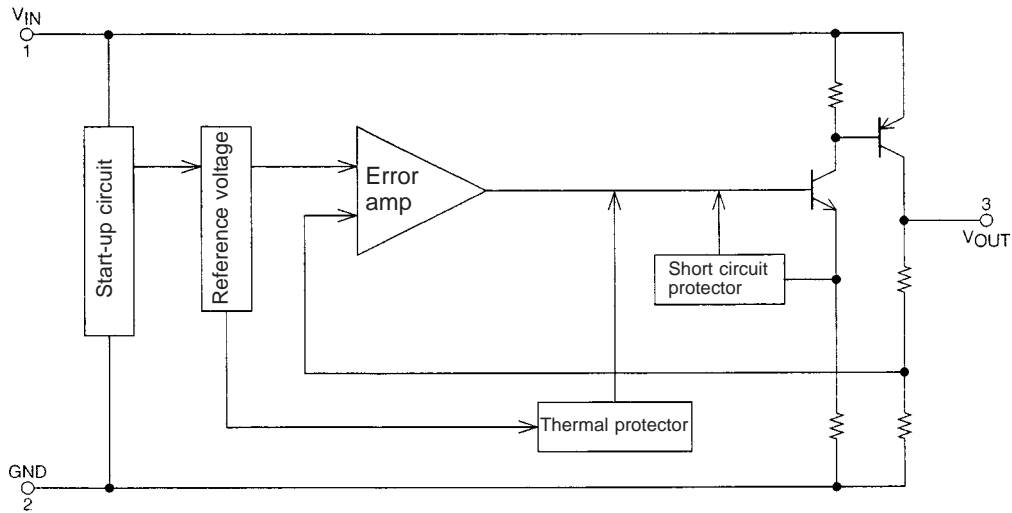 VIN
1
Start-up circuit
Reference voltage
Error
amp
Short circuit
protector
3
VOUT
Thermal protector
GND
2